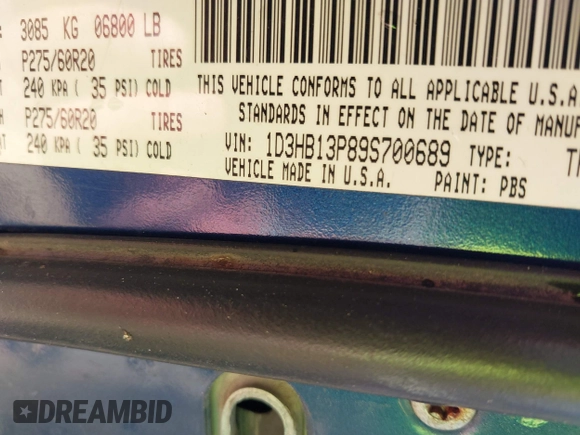 3085 KG 06800 LB
P275/60R20 TIRES
240 KPA ( 35 PSI) COLD
P275/60R20 TIRES
240 KPA ( 35 PSI) COLD
THIS VEHICLE CONFORMS TO ALL APPLICABLE U.S.A
STANDARDS IN EFFECT ON THE DATE OF MANUF
VIN: 1D3HB13P89S700689 TYPE:
VEHICLE MADE IN U.S.A. PAINT: PBS
DREAMBID